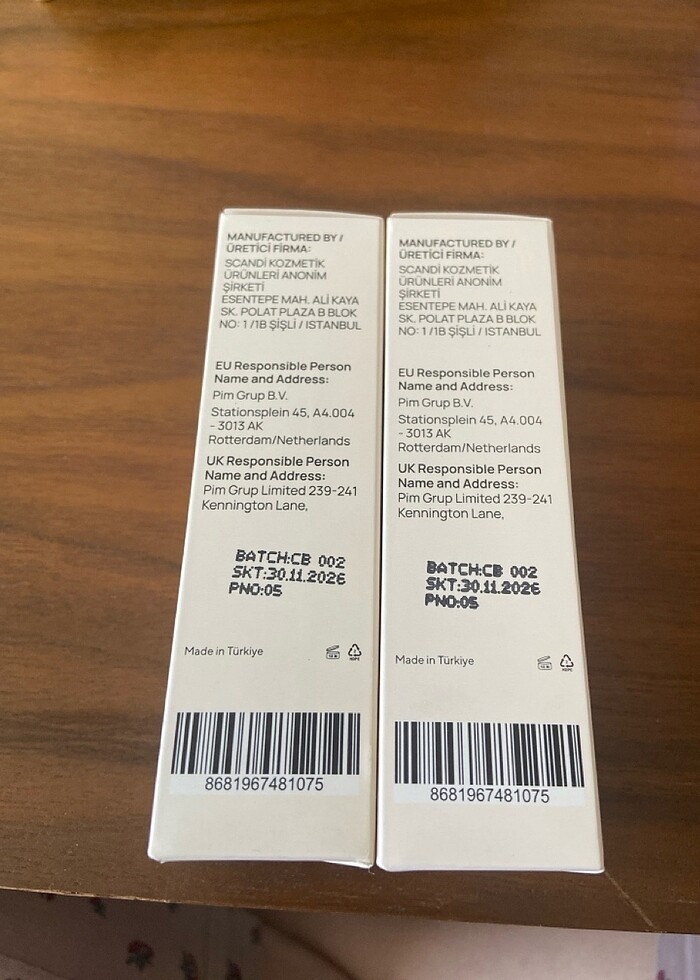 MANUFACTURED BY /
ÜRETİCİ FİRMA:
SCANDİ KOZMETİK
ÜRÜNLERİ ANONİM
ŞİRKETİ
ESENTEPE MAH. ALİ KAYA
SK. POLAT PLAZA B BLOK
NO: 1 /1B ŞİŞLİ / ISTANBUL
EU Responsible Person
Name and Address:
Pim Grup B.V.
Stationsplein 45, A4.004
- 3013 AK
Rotterdam/Netherlands
UK Responsible Person
Name and Address:
Pim Grup Limited 239-241
Kennington Lane,
BATCH:CB 002
SKT:30.11.2026
PNO:05
Made in Türkiye
8681967481075
MANUFACTURED BY /
ÜRETİCİ FİRMA:
SCANDİ KOZMETİK
ÜRÜNLERİ ANONİM
ŞİRKETİ
ESENTEPE MAH. ALİ KAYA
SK. POLAT PLAZA B BLOK
NO: 1 /1B ŞİŞLİ / ISTANBUL
EU Responsible Person
Name and Address:
Pim Grup B.V.
Stationsplein 45, A4.004
- 3013 AK
Rotterdam/Netherlands
UK Responsible Person
Name and Address:
Pim Grup Limited 239-241
Kennington Lane,
BATCH:CB 002
SKT:30.11.2026
PNO:05
Made in Türkiye
8681967481075